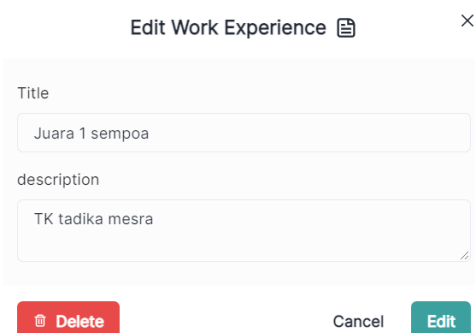 Edit Work Experience
Title
Juara 1 sempoa
description
TK tadika mesra
Delete
Cancel
Edit